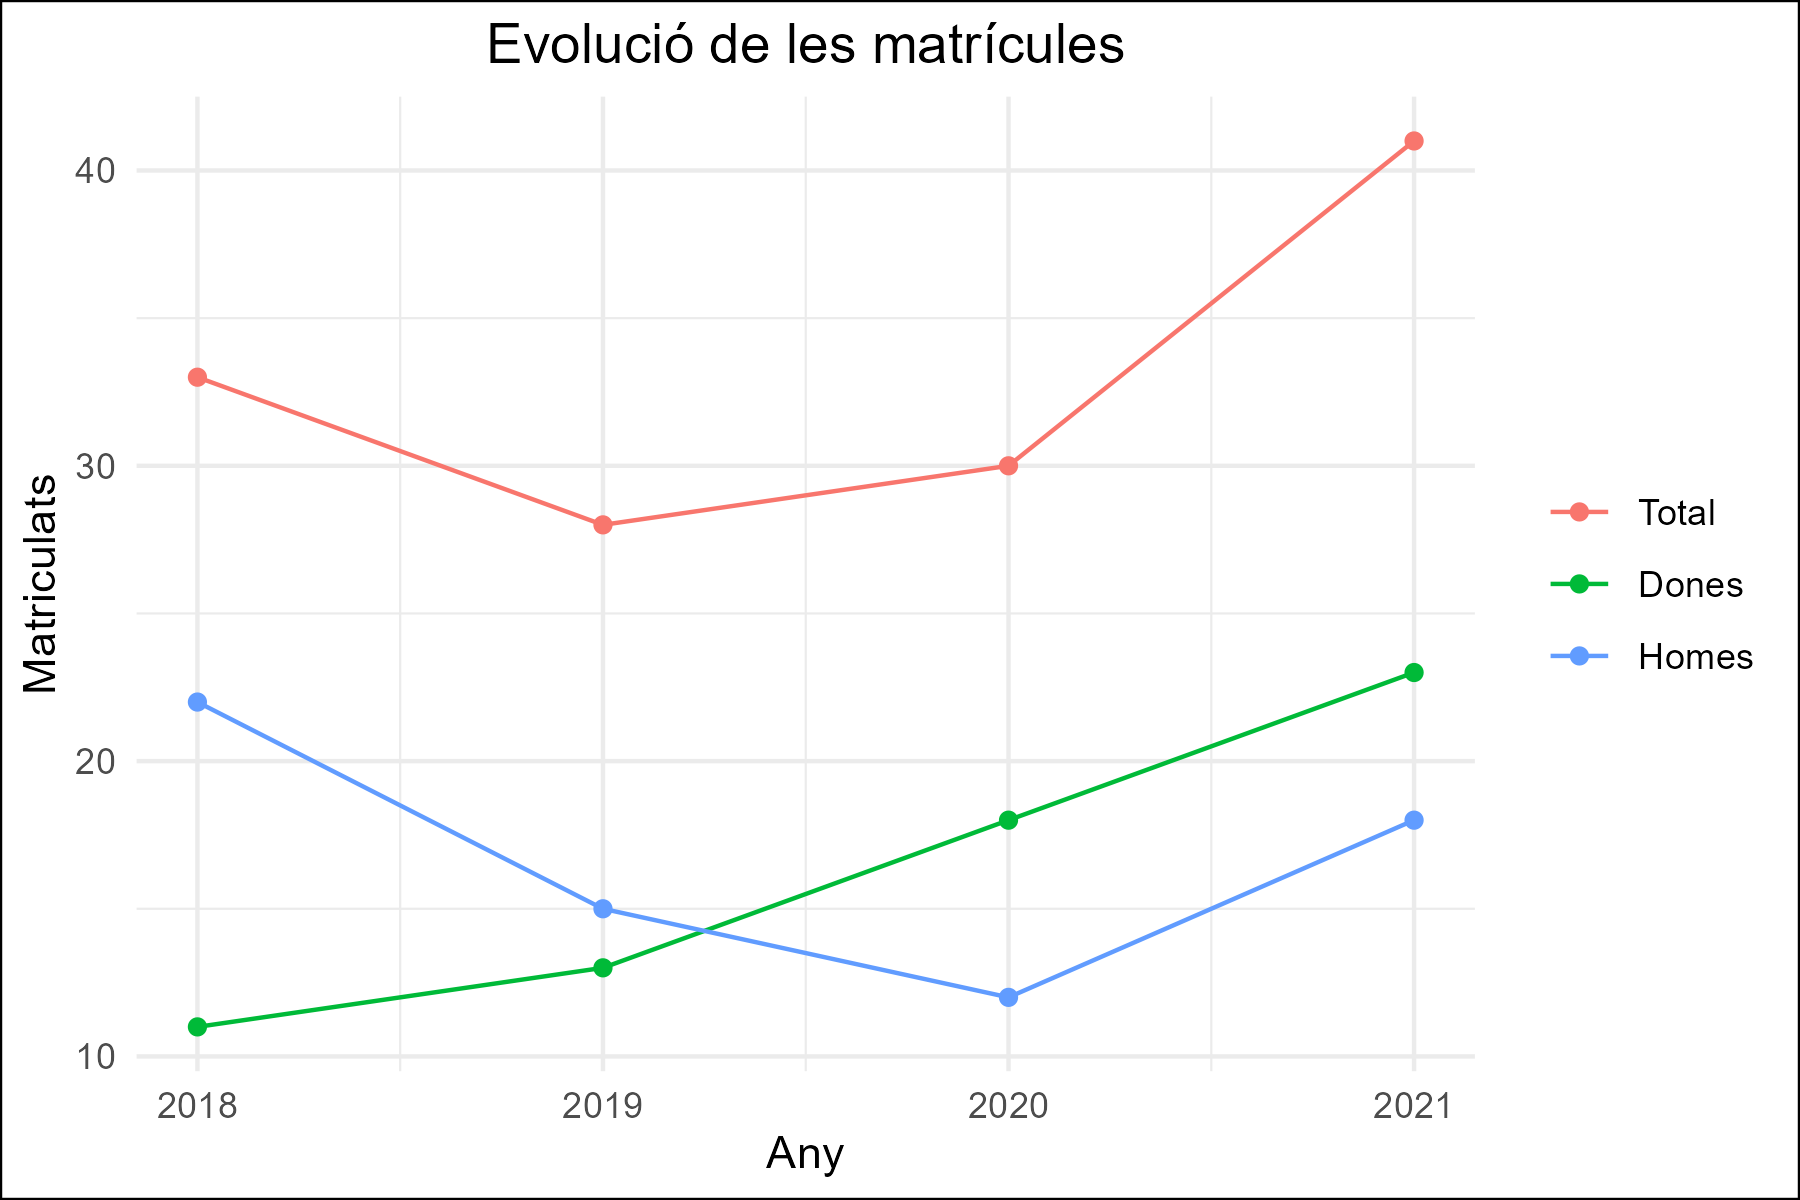 Evolució de les matrícules
Matriculats
40
30
20
10
2018 2019 2020 2021
Any
Total
Dones
Homes